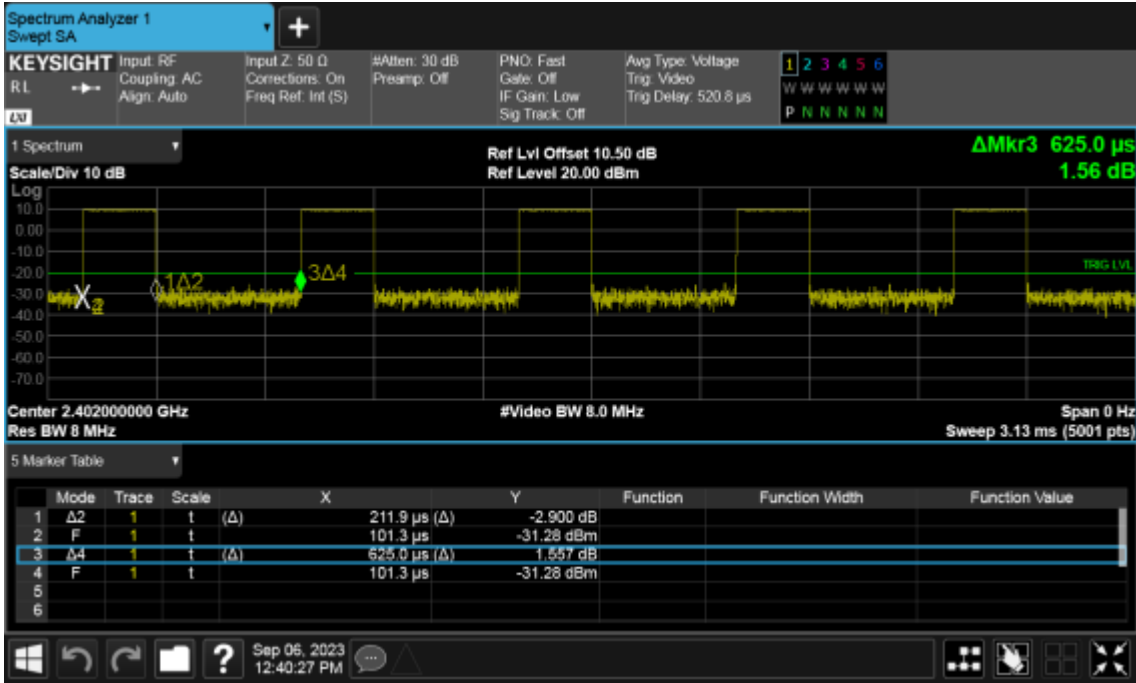 Spectrum Analyzer 1
Swept SA
+
KEYSIGHT Input: RF Input Z: 50 Ω #Atten: 30 dB PNO: Fast Avg Type: Voltage 1 2 3 4 5 6
RL Coupling: AC Corrections: On Preamp: Off Gate: Off Trig: Video W W W W W W
Align: Auto Freq Ref: Int (S) IF Gain: Low Trig Delay: 520.8 µs
LXI Sig Track: Off P N N N N N
1 Spectrum Ref Lvl Offset 10.50 dB ΔMkr3 625.0 µs
Scale/Div 10 dB Ref Level 20.00 dBm 1.56 dB
Log
10.0
0.00
-10.0
-20.0 1Δ2 3Δ4 TRIG LVL
-30.0
-40.0
-50.0
-60.0
-70.0
Center 2.402000000 GHz #Video BW 8.0 MHz Span 0 Hz
Res BW 8 MHz Sweep 3.13 ms (5001 pts)
5 Marker Table
Mode Trace Scale X Y Function Function Width Function Value
1 Δ2 1 t (Δ) 211.9 µs (Δ) -2.900 dB
2 F 1 t 101.3 µs -31.28 dBm
3 Δ4 1 t (Δ) 625.0 µs (Δ) 1.557 dB
4 F 1 t 101.3 µs -31.28 dBm
5
6
? Sep 06, 2023
12:40:27 PM